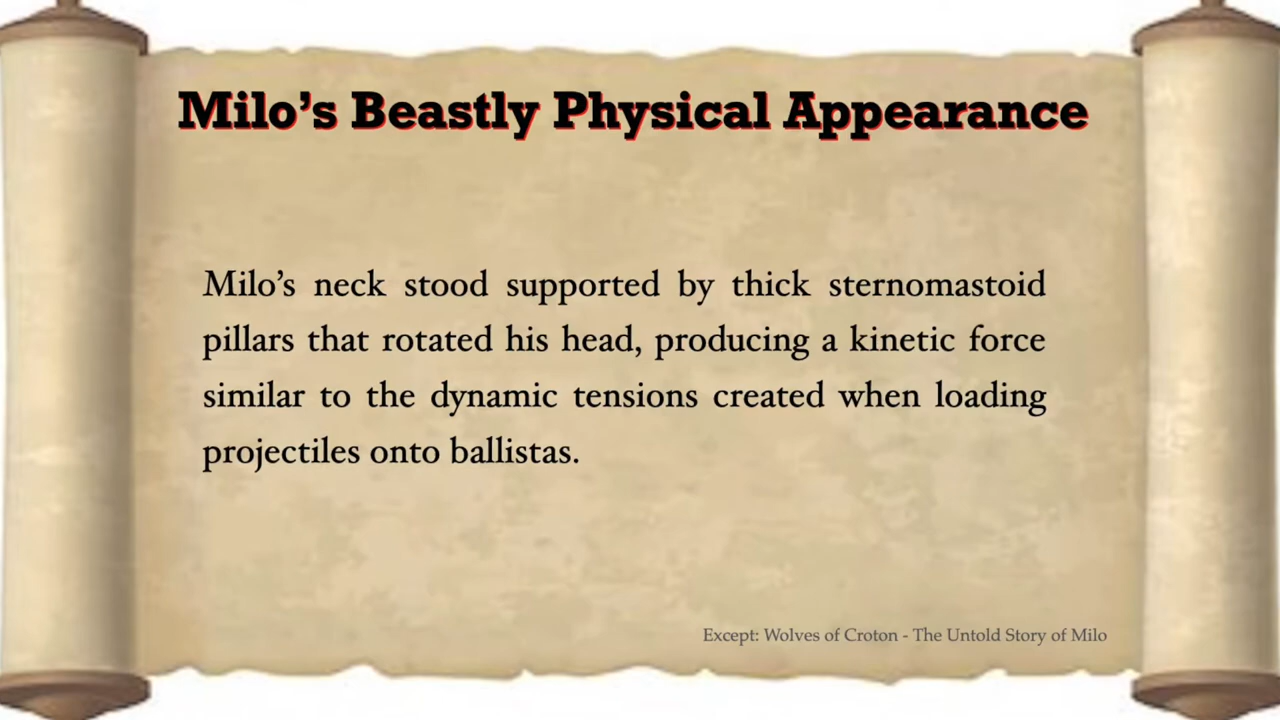 Milo’s Beastly Physical Appearance
Milo’s neck stood supported by thick sternomastoid
pillars that rotated his head, producing a kinetic force
similar to the dynamic tensions created when loading
projectiles onto ballistas.
Except: Wolves of Croton - The Untold Story of Milo